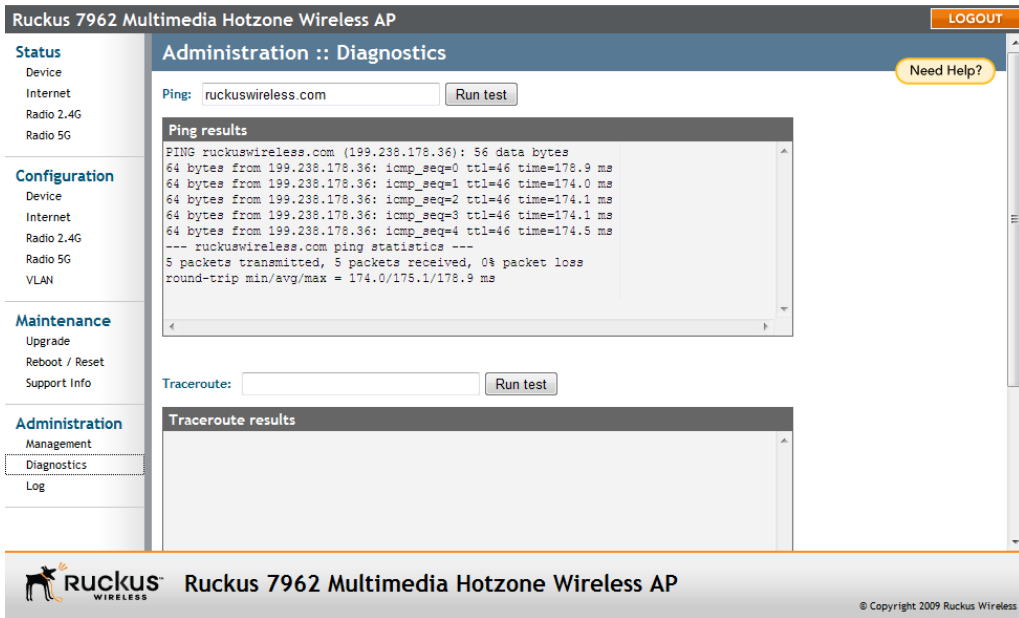 Ruckus 7962 Multimedia Hotzone Wireless AP
LOGOUT
Status
Device
Internet
Radio 2.4G
Radio 5G
Configuration
Device
Internet
Radio 2.4G
Radio 5G
VLAN
Maintenance
Upgrade
Reboot / Reset
Support Info
Administration
Management
Diagnostics
Log
Administration :: Diagnostics
Need Help?
Ping: ruckuswireless.com Run test
Ping results
PING ruckuswireless.com (199.238.178.36): 56 data bytes
64 bytes from 199.238.178.36: icmp_seq=0 ttl=46 time=178.9 ms
64 bytes from 199.238.178.36: icmp_seq=1 ttl=46 time=174.0 ms
64 bytes from 199.238.178.36: icmp_seq=2 ttl=46 time=174.1 ms
64 bytes from 199.238.178.36: icmp_seq=3 ttl=46 time=174.1 ms
64 bytes from 199.238.178.36: icmp_seq=4 ttl=46 time=174.5 ms
--- ruckuswireless.com ping statistics ---
5 packets transmitted, 5 packets received, 0% packet loss
round-trip min/avg/max = 174.0/175.1/178.9 ms
Traceroute: Run test
Traceroute results
Ruckus WIRELESS
Ruckus 7962 Multimedia Hotzone Wireless AP
© Copyright 2009 Ruckus Wireless